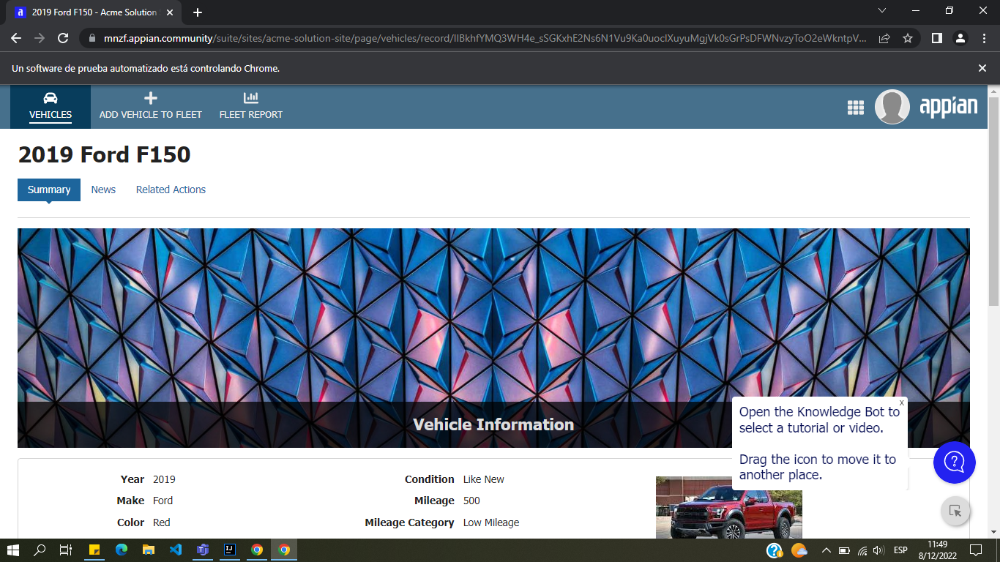 2019 Ford F150 - Acme Solution
mnzf.appian.community/suite/sites/acme-solution-site/page/vehicles/record/IIBkhfYMQ3WH4e_sSGKxhE2Ns6N1Vu9Ka0uocIXuyuMgjVk0sGrPsDFWNvzyToO2eWkntpV...
Un software de prueba automatizado está controlando Chrome.
VEHICLES
ADD VEHICLE TO FLEET
FLEET REPORT
appian
2019 Ford F150
Summary
News
Related Actions
Vehicle Information
x
Open the Knowledge Bot to
select a tutorial or video.
Drag the icon to move it to
another place.
Year 2019
Make Ford
Color Red
Condition Like New
Mileage 500
Mileage Category Low Mileage
ESP
11:49
8/12/2022